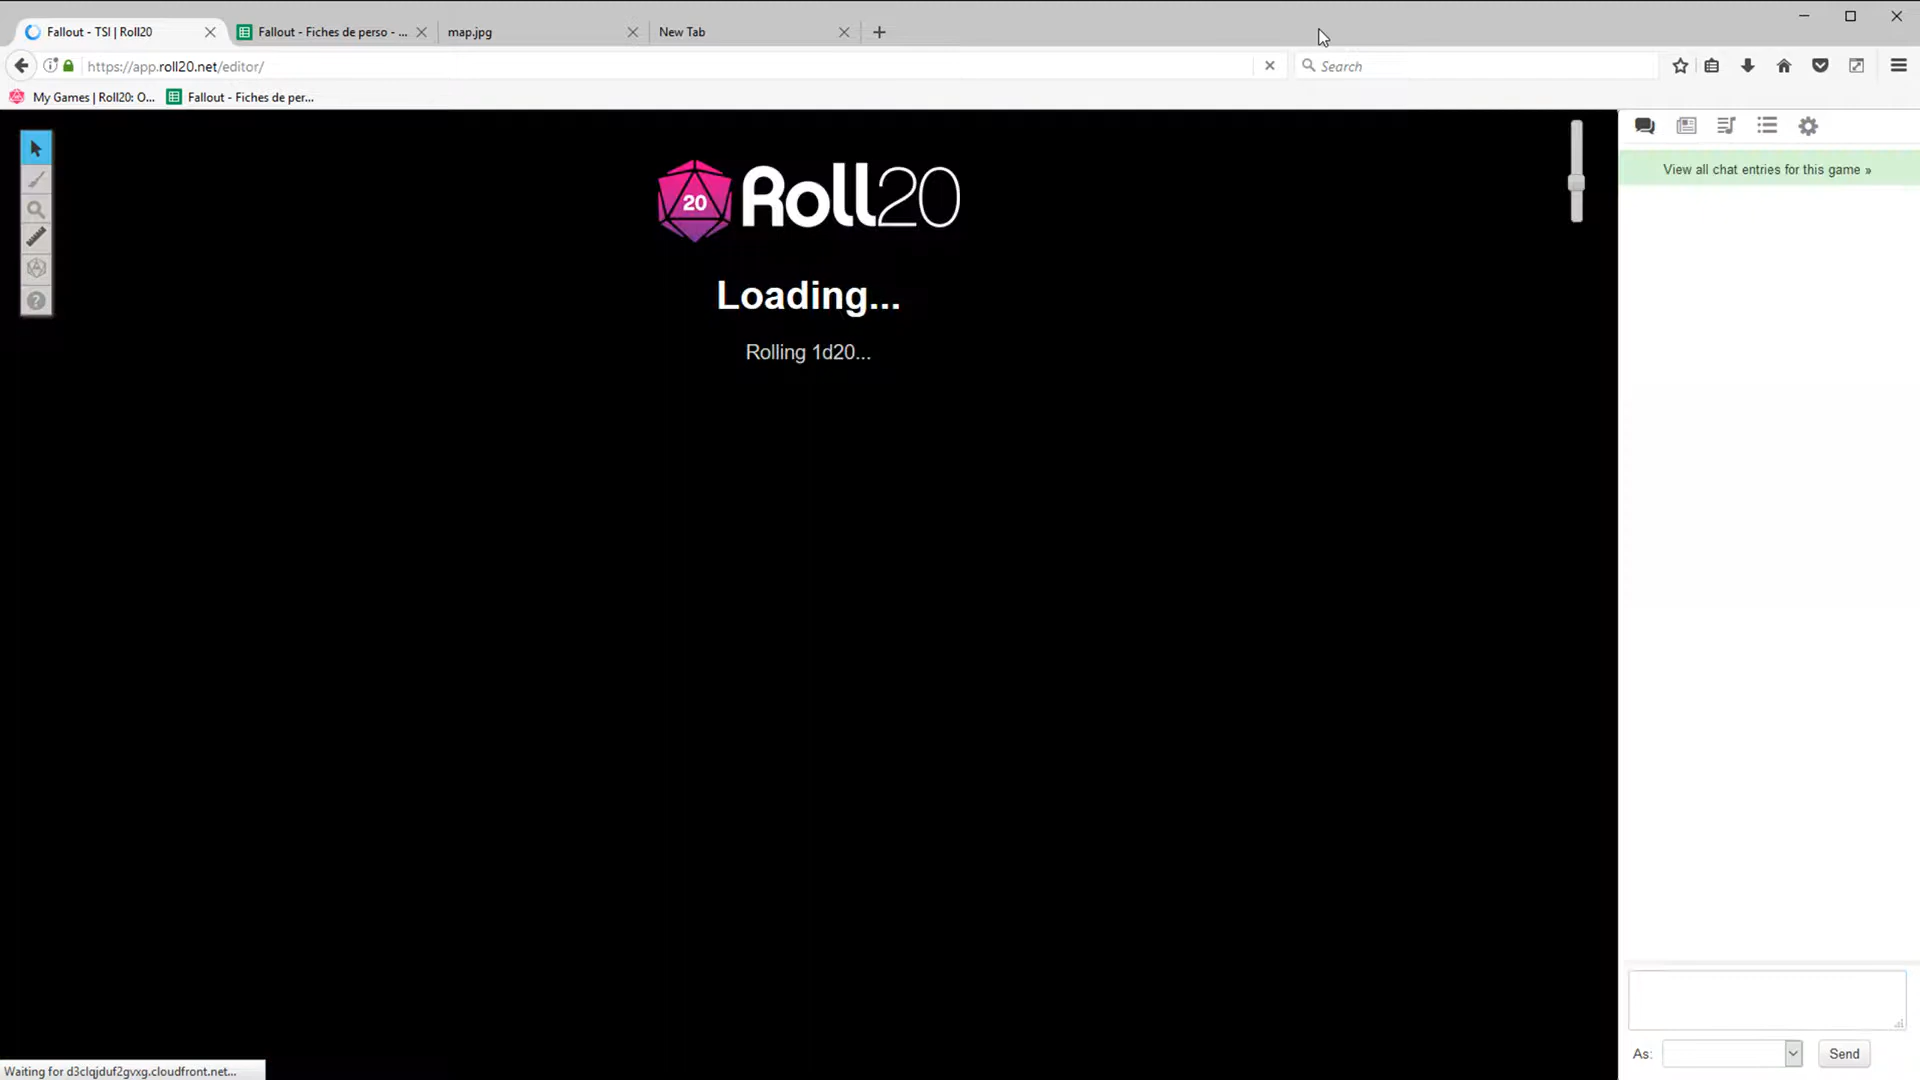 Fallout - TSI | Roll20
Fallout - Fiches de perso - ...
map.jpg
New Tab
https://app.roll20.net/editor/
Search
My Games | Roll20: O...
Fallout - Fiches de per...
20
Roll20
View all chat entries for this game »
Loading...
Rolling 1d20...
As:
Send
Waiting for d3clqjduf2gvxg.cloudfront.net...